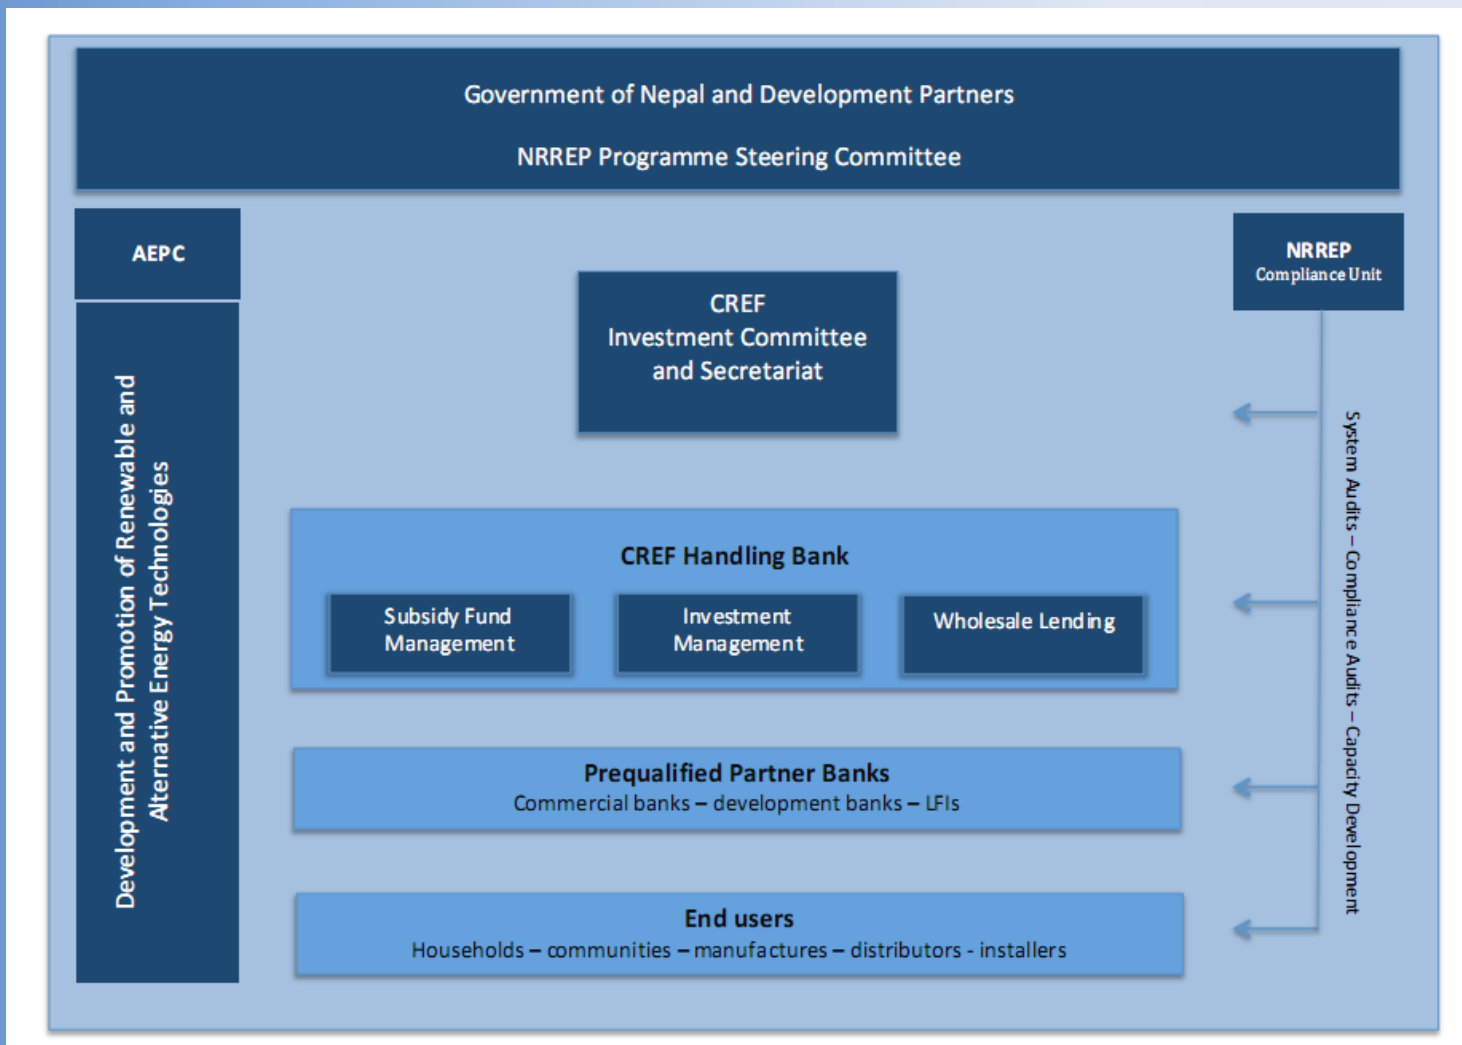 Government of Nepal and Development Partners
NRREP Programme Steering Committee
AEPC
Development and Promotion of Renewable and
Alternative Energy Technologies
CREF
Investment Committee
and Secretariat
NRREP
Compliance Unit
System Audits – Compliance Audits – Capacity Development
CREF Handling Bank
Subsidy Fund
Management
Investment
Management
Wholesale Lending
Prequalified Partner Banks
Commercial banks – development banks – LFIs
End users
Households – communities – manufactures – distributors - installers